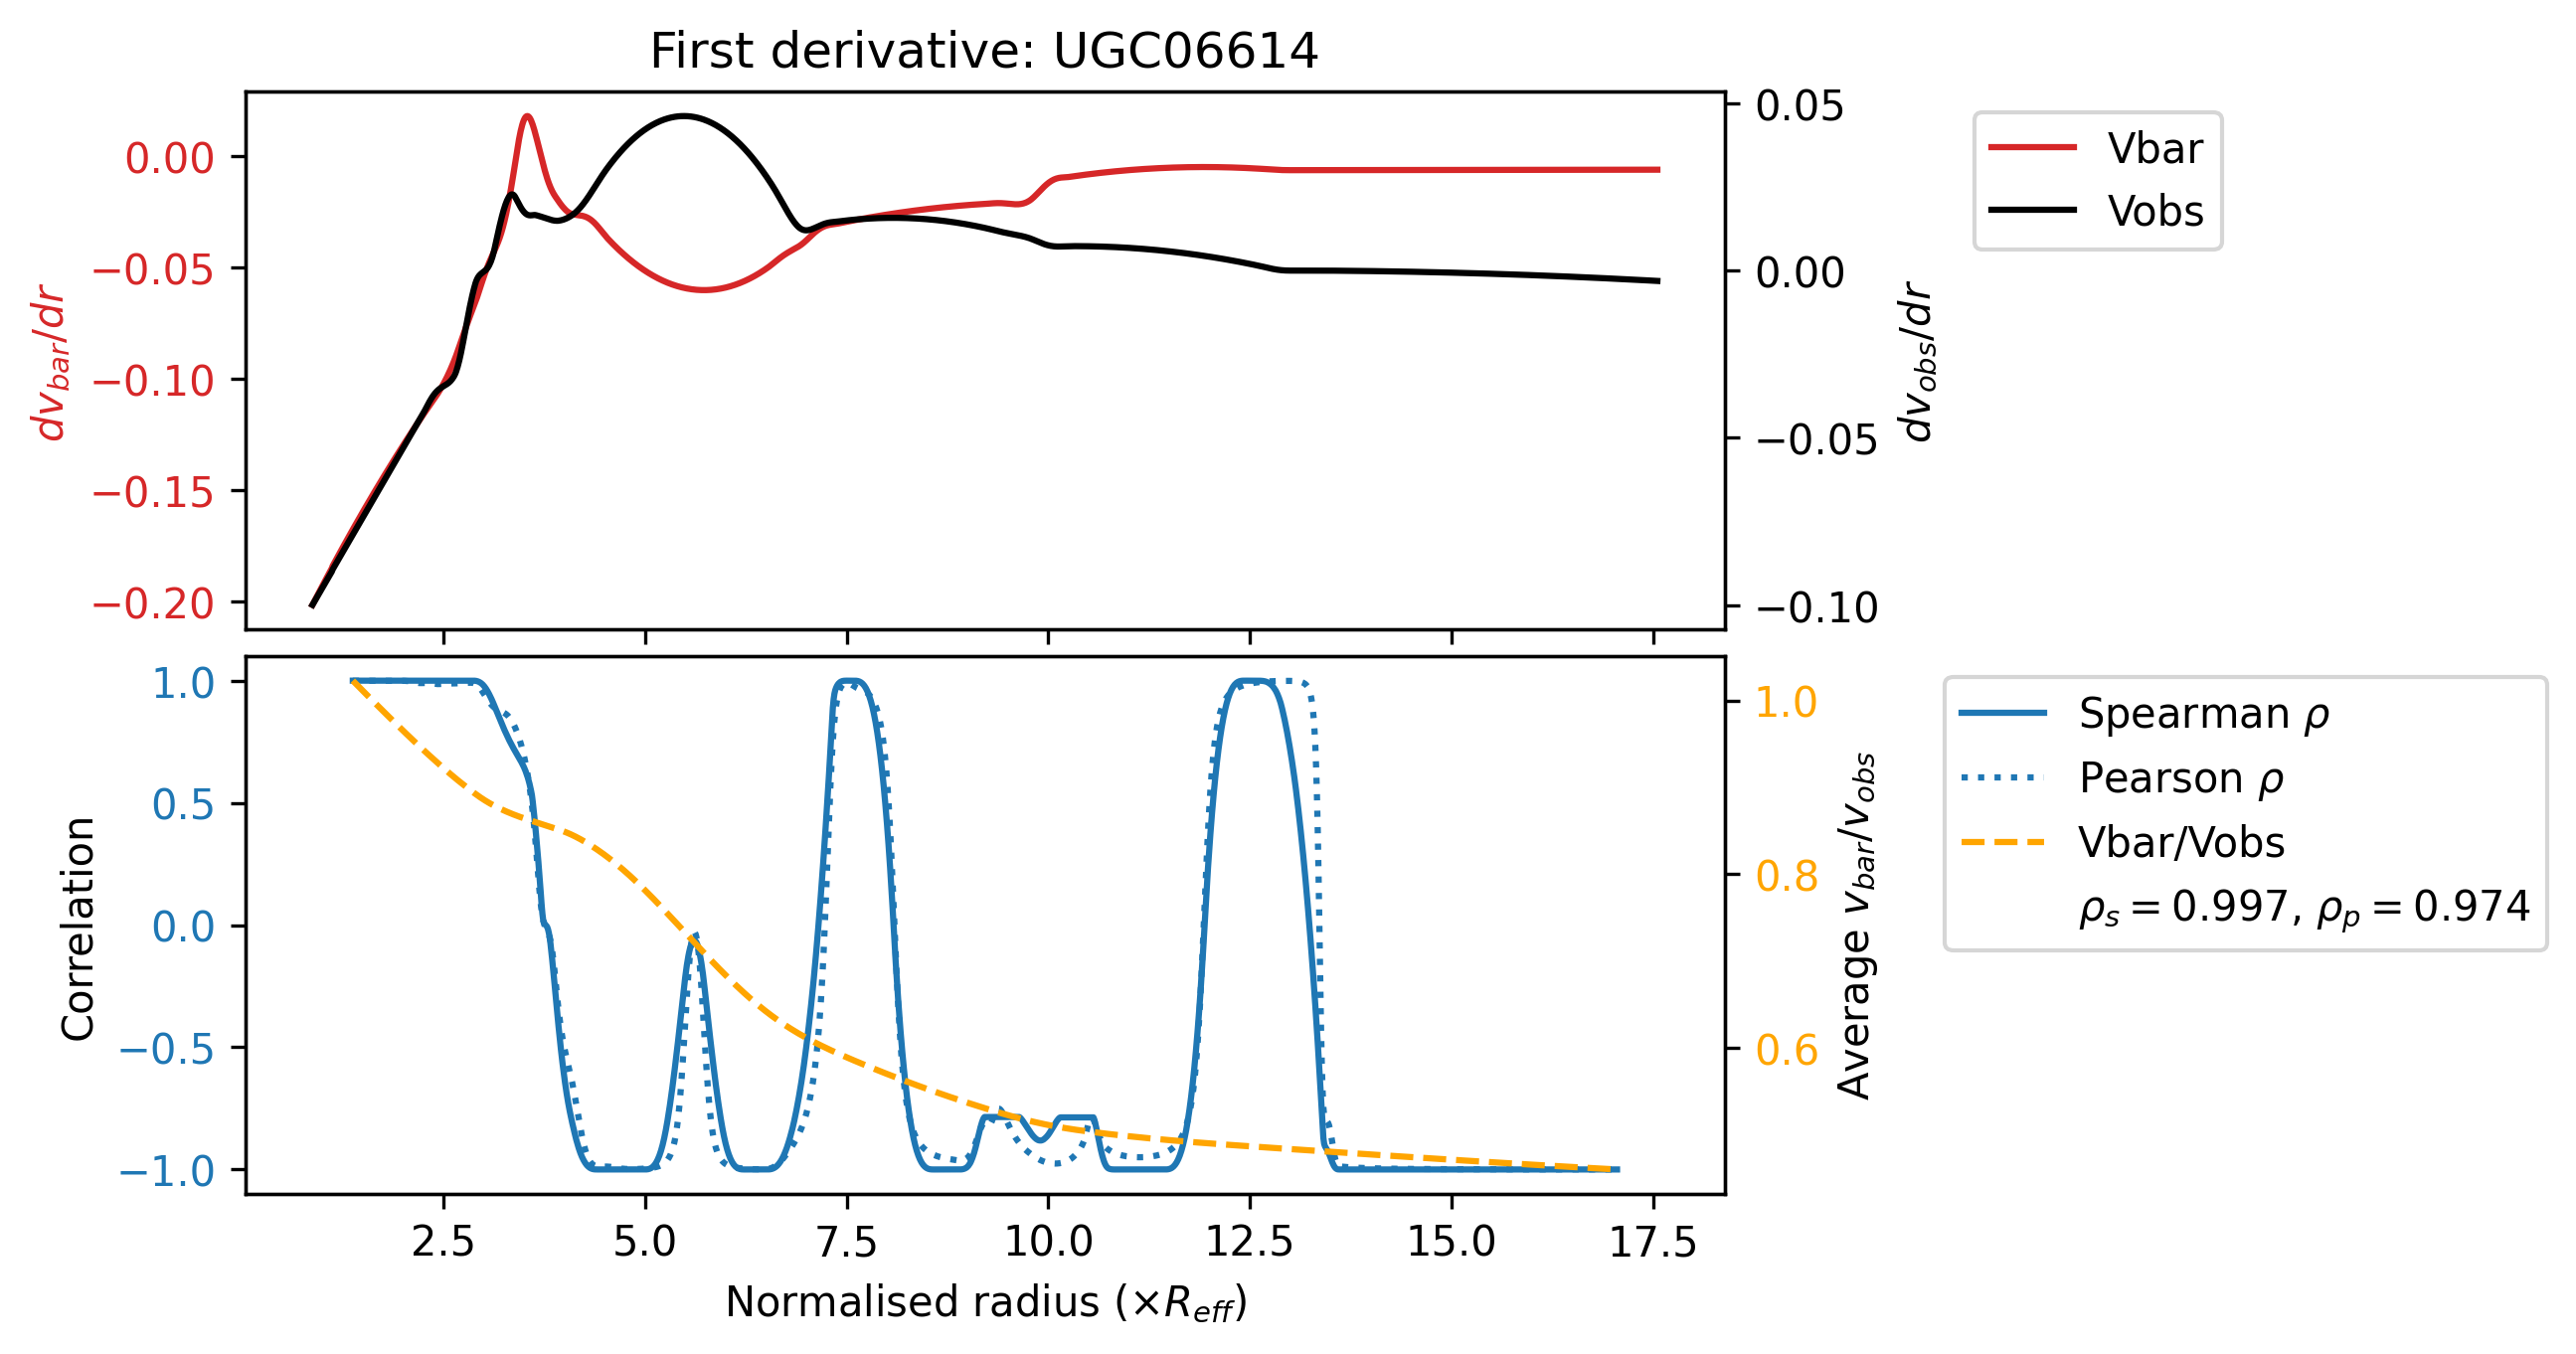 First derivative: UGC06614
0.00
−0.05
−0.10
−0.15
−0.20
dv_bar/dr
0.05
0.00
−0.05
−0.10
dv_obs/dr
Vbar
Vobs
1.0
0.5
0.0
−0.5
−1.0
Correlation
1.0
0.8
0.6
Average v_bar/v_obs
Spearman ρ
Pearson ρ
Vbar/Vobs
ρ_s = 0.997, ρ_p = 0.974
2.5 5.0 7.5 10.0 12.5 15.0 17.5
Normalised radius (×R_eff)